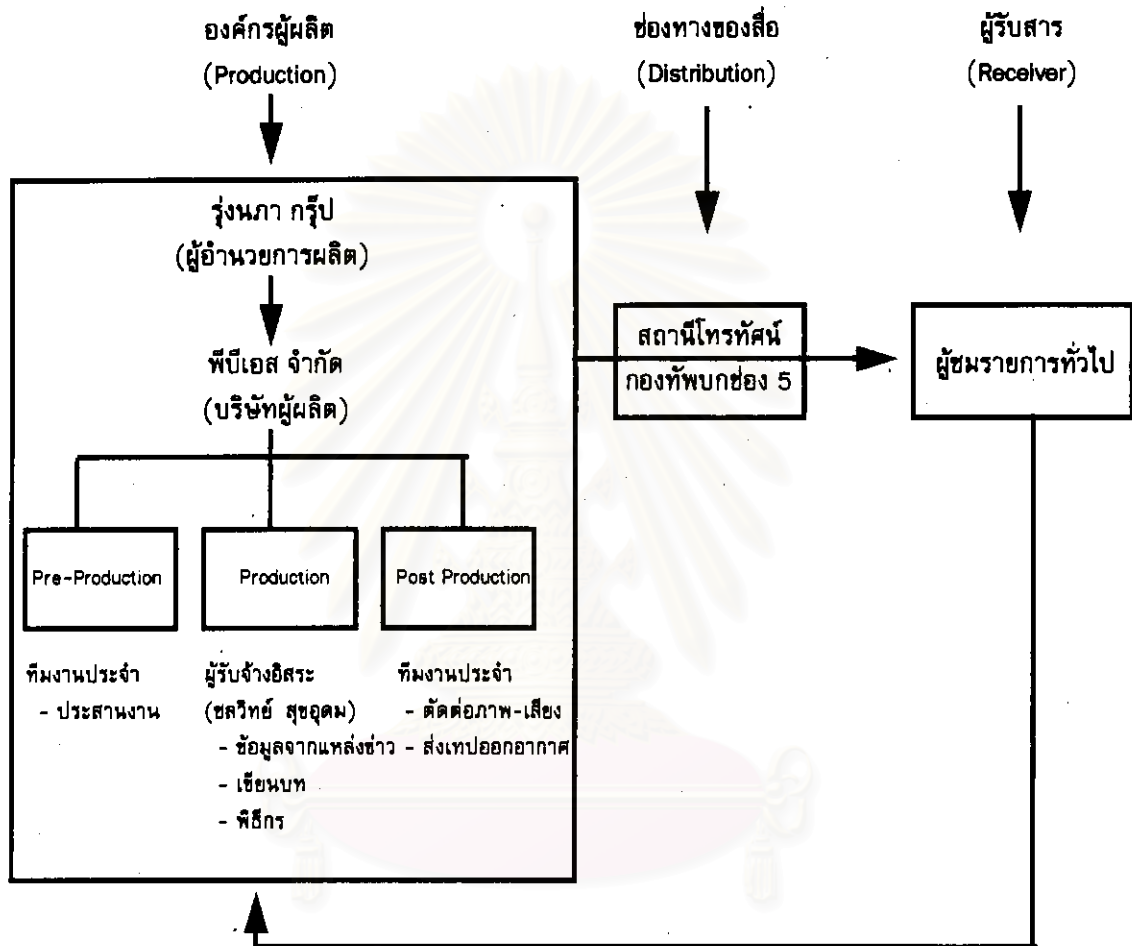 องค์กรผู้ผลิต
(Production)
ช่องทางของสื่อ
(Distribution)
ผู้รับสาร
(Receiver)
รุ่งนภา กรุ๊ป
(ผู้อำนวยการผลิต)
พีบีเอส จำกัด
(บริษัทผู้ผลิต)
สถานีโทรทัศน์
กองทัพบกช่อง 5
ผู้ชมรายการทั่วไป
Pre-Production
Production
Post Production
ทีมงานประจำ
- ประสานงาน
ผู้รับจ้างอิสระ
(ชลวิทย์ สุขอุดม)
- ข้อมูลจากแหล่งข่าว
- เขียนบท
- พิธีกร
ทีมงานประจำ
- ตัดต่อภาพ-เสียง
- ส่งเทปออกอากาศ